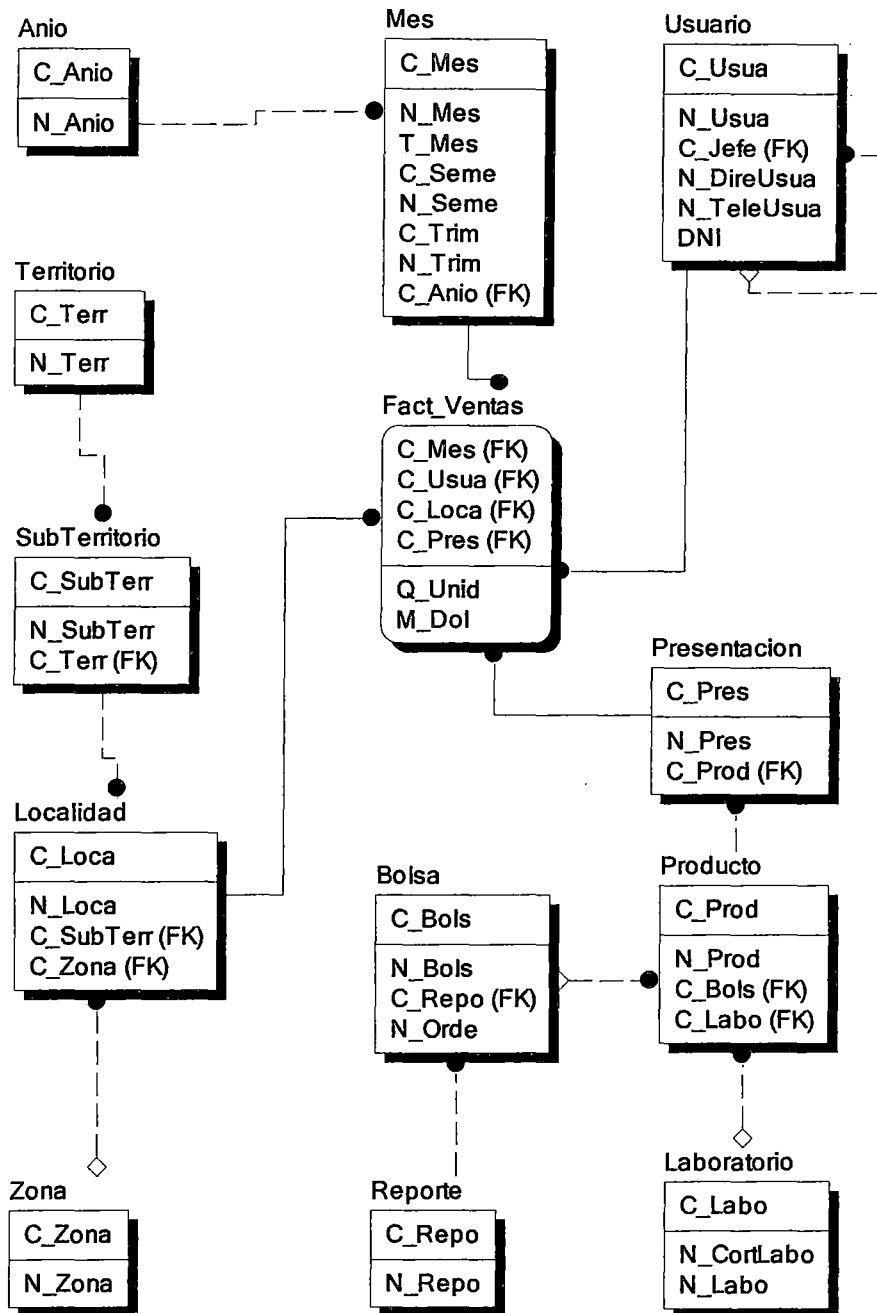 Anio
C_Anio
N_Anio
Mes
C_Mes
N_Mes
T_Mes
C_Seme
N_Seme
C_Trim
N_Trim
C_Anio (FK)
Usuario
C_Usua
N_Usua
C_Jefe (FK)
N_DireUsua
N_TeleUsua
DNI
Territorio
C_Terr
N_Terr
Fact_Ventas
C_Mes (FK)
C_Usua (FK)
C_Loca (FK)
C_Pres (FK)
Q_Unid
M_Dol
SubTerritorio
C_SubTerr
N_SubTerr
C_Terr (FK)
Presentacion
C_Pres
N_Pres
C_Prod (FK)
Localidad
C_Loca
N_Loca
C_SubTerr (FK)
C_Zona (FK)
Bolsa
C_Bols
N_Bols
C_Repo (FK)
N_Orde
Producto
C_Prod
N_Prod
C_Bols (FK)
C_Labo (FK)
Zona
C_Zona
N_Zona
Reporte
C_Repo
N_Repo
Laboratorio
C_Labo
N_CortLabo
N_Labo